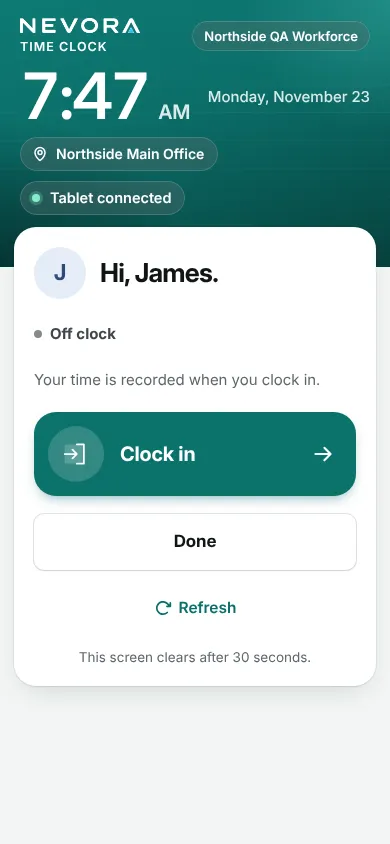 NEVORA
TIME CLOCK
Northside QA Workforce
7:47 AM
Monday, November 23
Northside Main Office
Tablet connected
J
Hi, James.
Off clock
Your time is recorded when you clock in.
Clock in
Done
Refresh
This screen clears after 30 seconds.